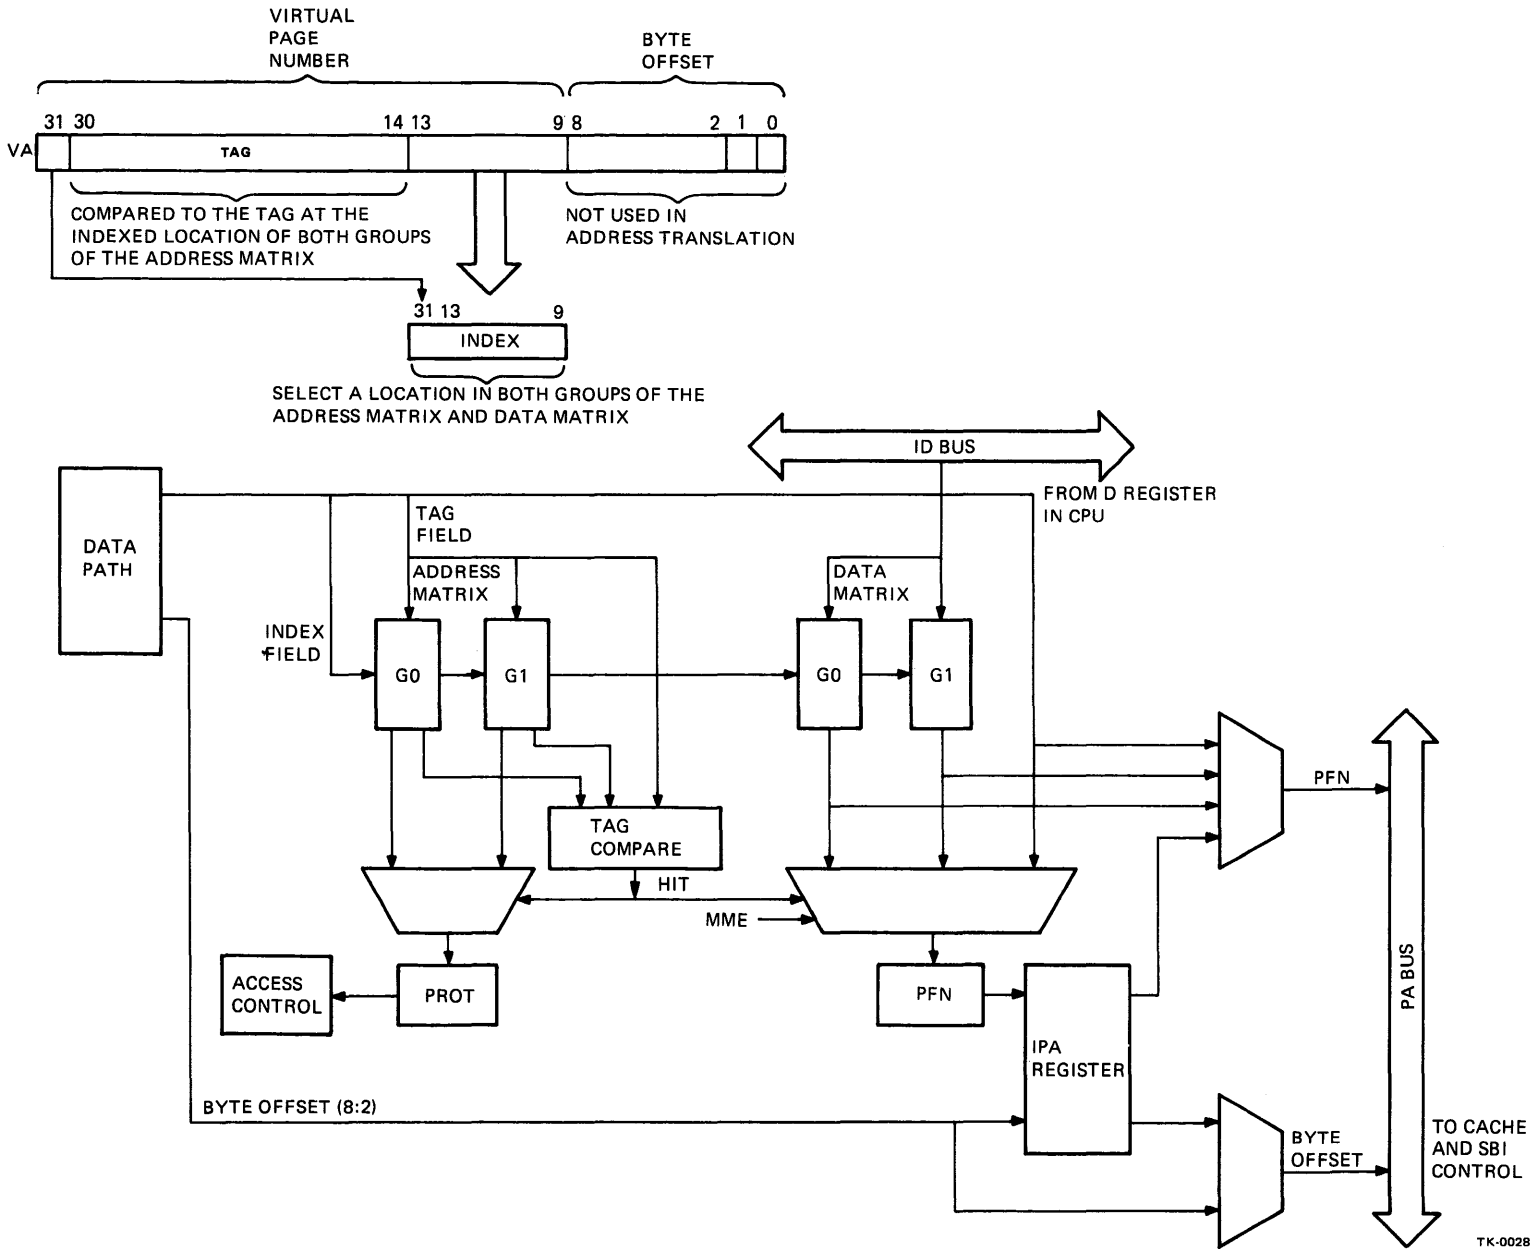 VIRTUAL
PAGE
NUMBER
BYTE
OFFSET
31 30 14 13 9 8 2 1 0
VA TAG
COMPARED TO THE TAG AT THE
INDEXED LOCATION OF BOTH GROUPS
OF THE ADDRESS MATRIX
NOT USED IN
ADDRESS TRANSLATION
31 13 9
INDEX
SELECT A LOCATION IN BOTH GROUPS OF THE
ADDRESS MATRIX AND DATA MATRIX
ID BUS
FROM D REGISTER
IN CPU
DATA
PATH
TAG
FIELD
ADDRESS
MATRIX
DATA
MATRIX
INDEX
FIELD
G0 G1 G0 G1
PFN
TAG
COMPARE
HIT
MME
ACCESS
CONTROL
PROT
PFN
PA BUS
IPA
REGISTER
BYTE OFFSET (8:2)
BYTE
OFFSET
TO CACHE
AND SBI
CONTROL
TK-0028